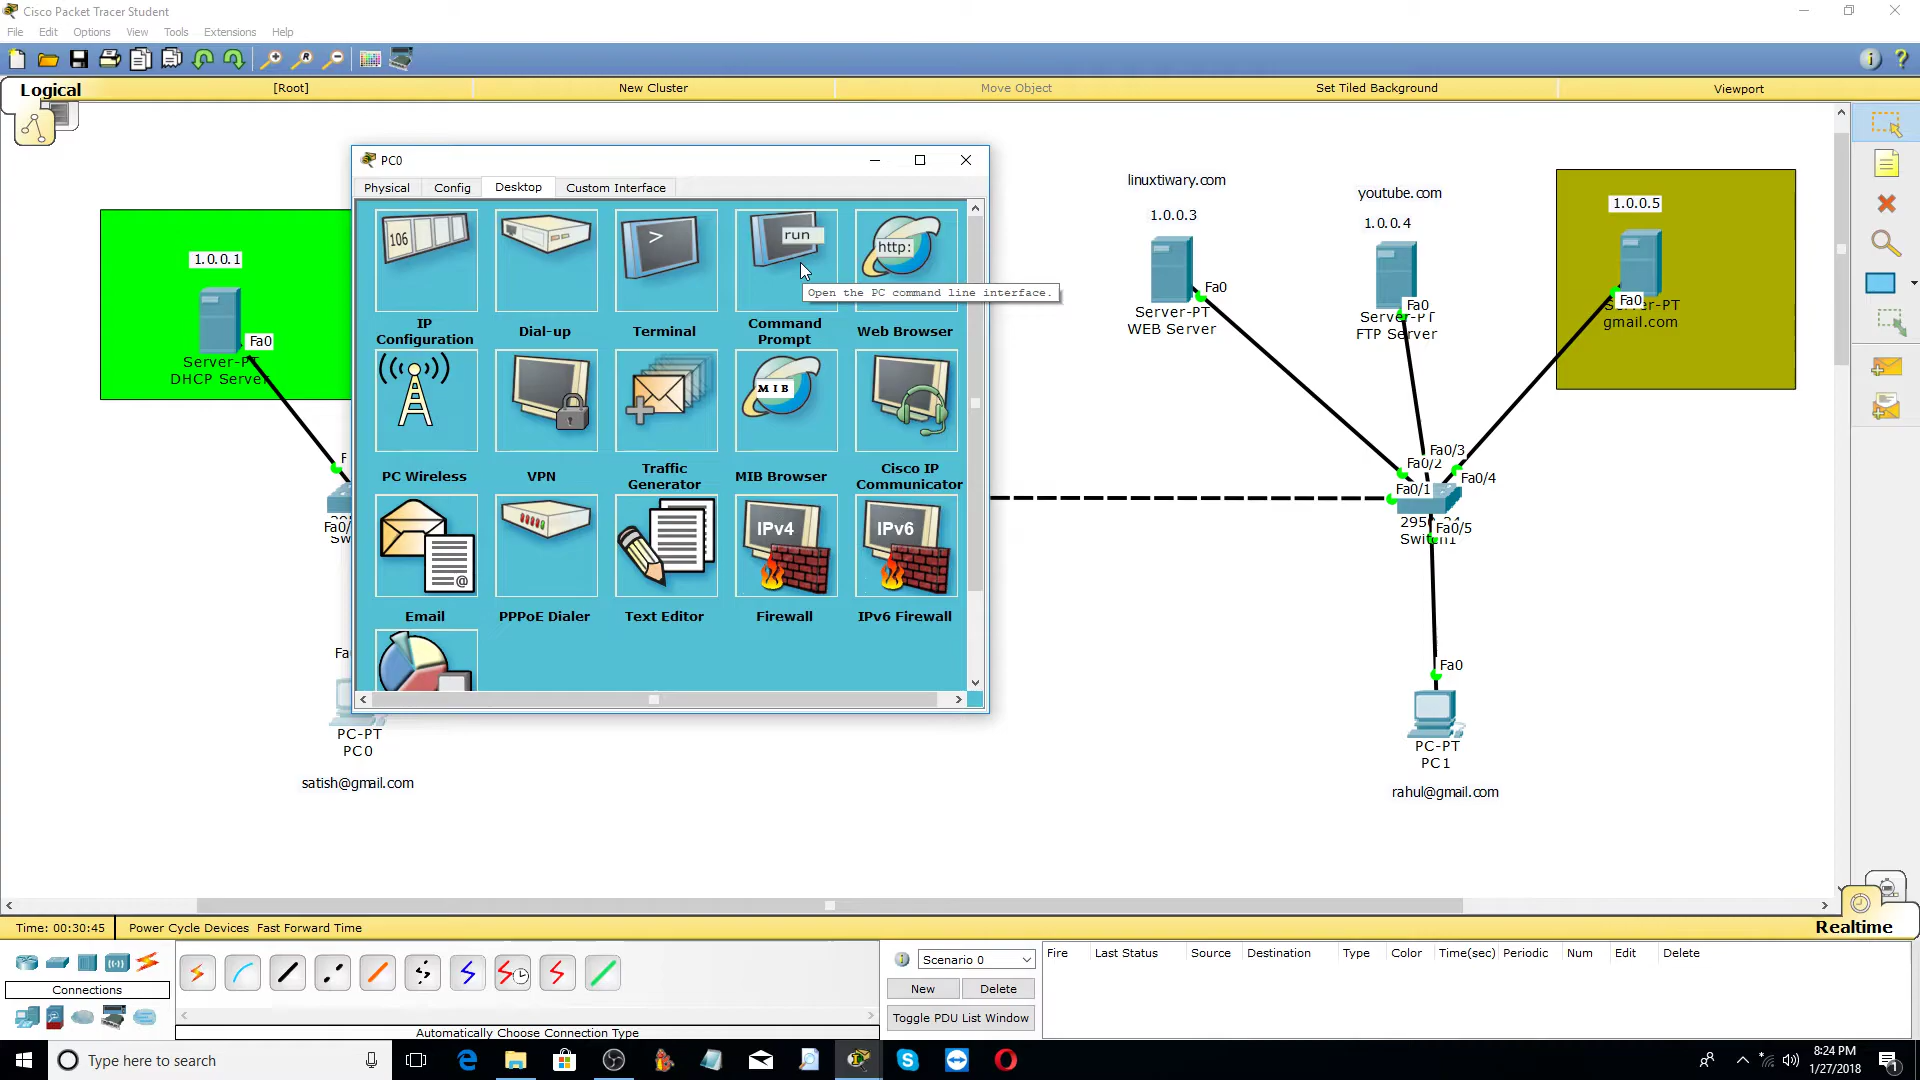 Cisco Packet Tracer Student
File Edit Options View Tools Extensions Help
Logical
[Root]
New Cluster
Move Object
Set Tiled Background
Viewport
1.0.0.1
Fa0
Server-PT
DHCP Server
PC0
Physical
Config
Desktop
Custom Interface
106
>
run
http:
Open the PC command line interface.
IP
Configuration
Dial-up
Terminal
Command
Prompt
Web Browser
MIB
PC Wireless
VPN
Traffic
Generator
MIB Browser
Cisco IP
Communicator
@
IPv4
IPv6
Email
PPPoE Dialer
Text Editor
Firewall
IPv6 Firewall
PC-PT
PC0
satish@gmail.com
linuxtiwary.com
1.0.0.3
Fa0
Server-PT
WEB Server
youtube.com
1.0.0.4
Fa0
Server-PT
FTP Server
1.0.0.5
Fa0
Server-PT
gmail.com
Fa0/3
Fa0/2
Fa0/4
Fa0/1
Fa0/5
Switch1
Fa0
PC-PT
PC1
rahul@gmail.com
Time: 00:30:45
Power Cycle Devices Fast Forward Time
Realtime
Connections
Automatically Choose Connection Type
Scenario 0
New
Delete
Toggle PDU List Window
Fire Last Status Source Destination Type Color Time(sec) Periodic Num Edit Delete
Type here to search
8:24 PM
1/27/2018
1